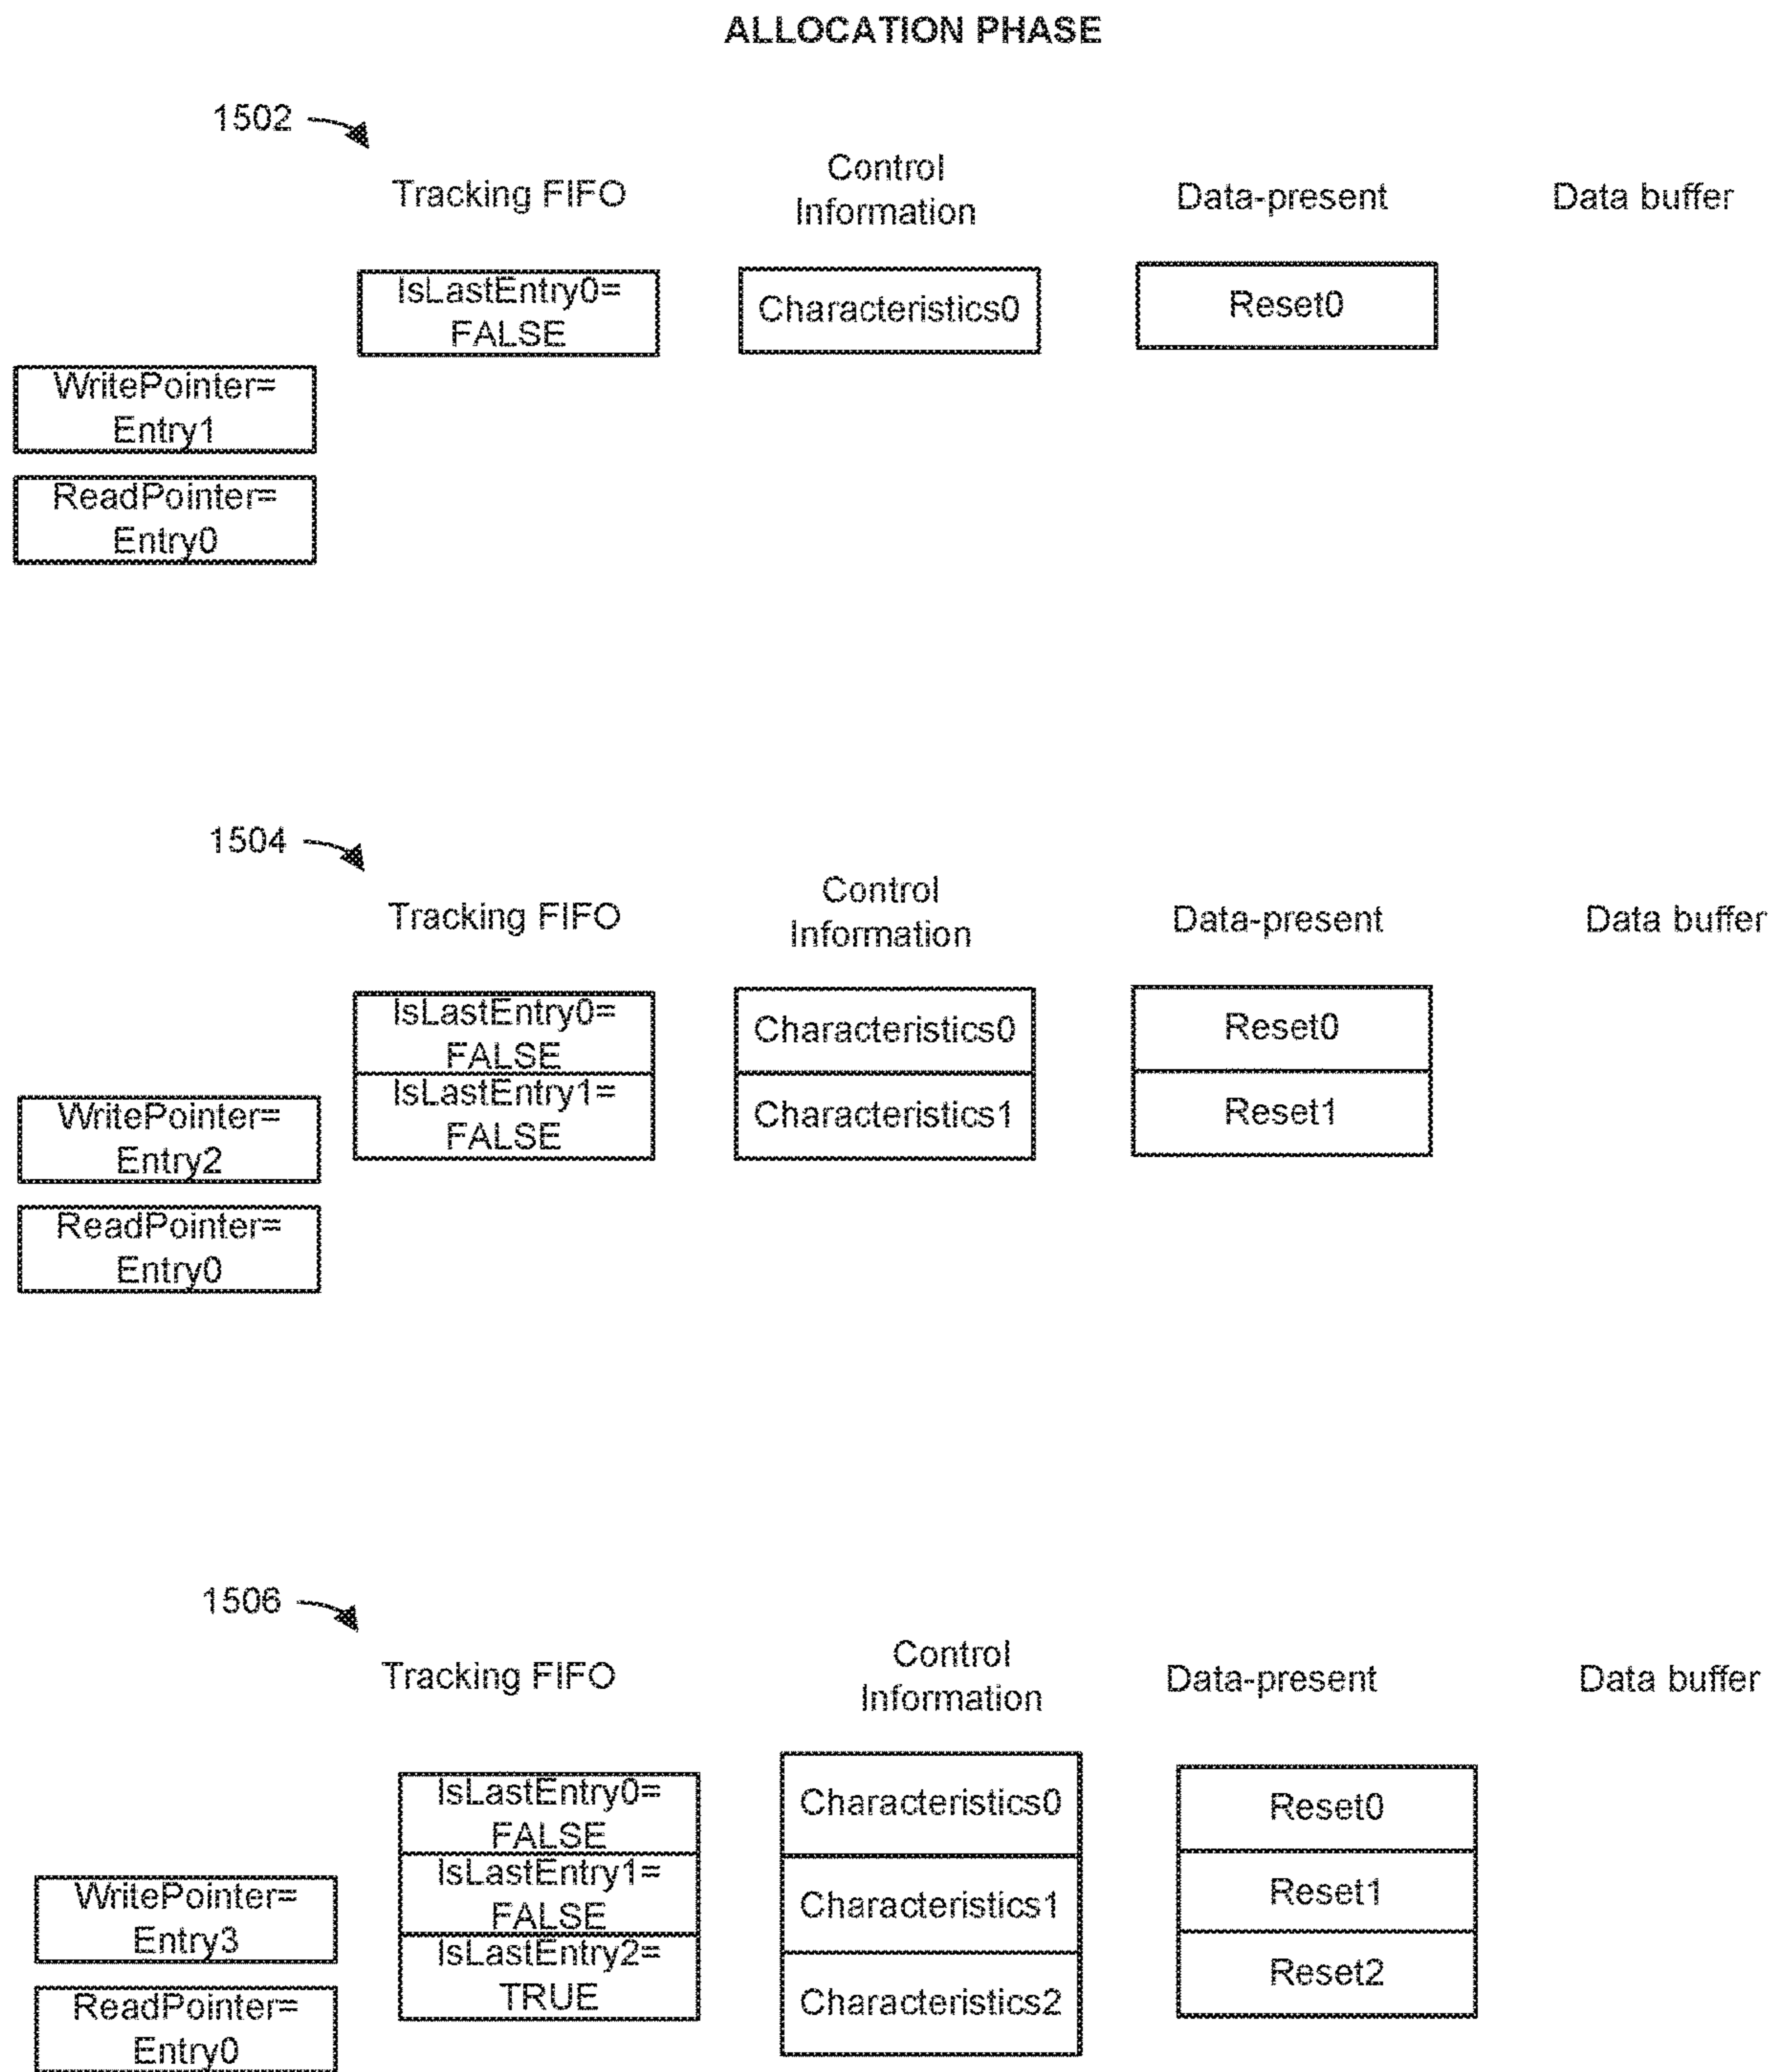 ALLOCATION PHASE
1502
Tracking FIFO
Control
Information
Data-present
Data buffer
IsLastEntry0=
FALSE
Characteristics0
Reset0
WritePointer=
Entry1
ReadPointer=
Entry0
1504
Tracking FIFO
Control
Information
Data-present
Data buffer
IsLastEntry0=
FALSE
Characteristics0
Reset0
IsLastEntry1=
FALSE
Characteristics1
Reset1
WritePointer=
Entry2
ReadPointer=
Entry0
1506
Tracking FIFO
Control
Information
Data-present
Data buffer
IsLastEntry0=
FALSE
Characteristics0
Reset0
IsLastEntry1=
FALSE
Characteristics1
Reset1
WritePointer=
Entry3
IsLastEntry2=
TRUE
Characteristics2
Reset2
ReadPointer=
Entry0